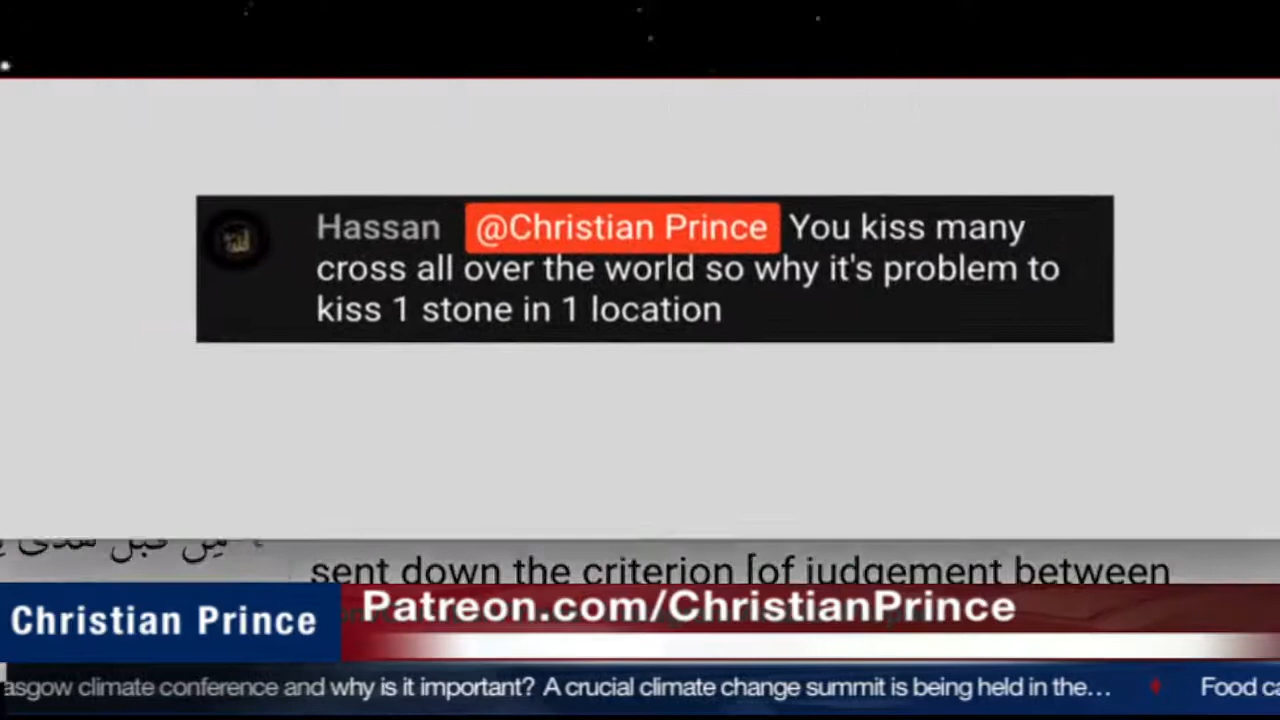 Hassan @Christian Prince You kiss many
cross all over the world so why it's problem to
kiss 1 stone in 1 location
sent down the criterion [of judgement between
Christian Prince
Patreon.com/ChristianPrince
asgow climate conference and why is it important? A crucial climate change summit is being held in the... Food ca